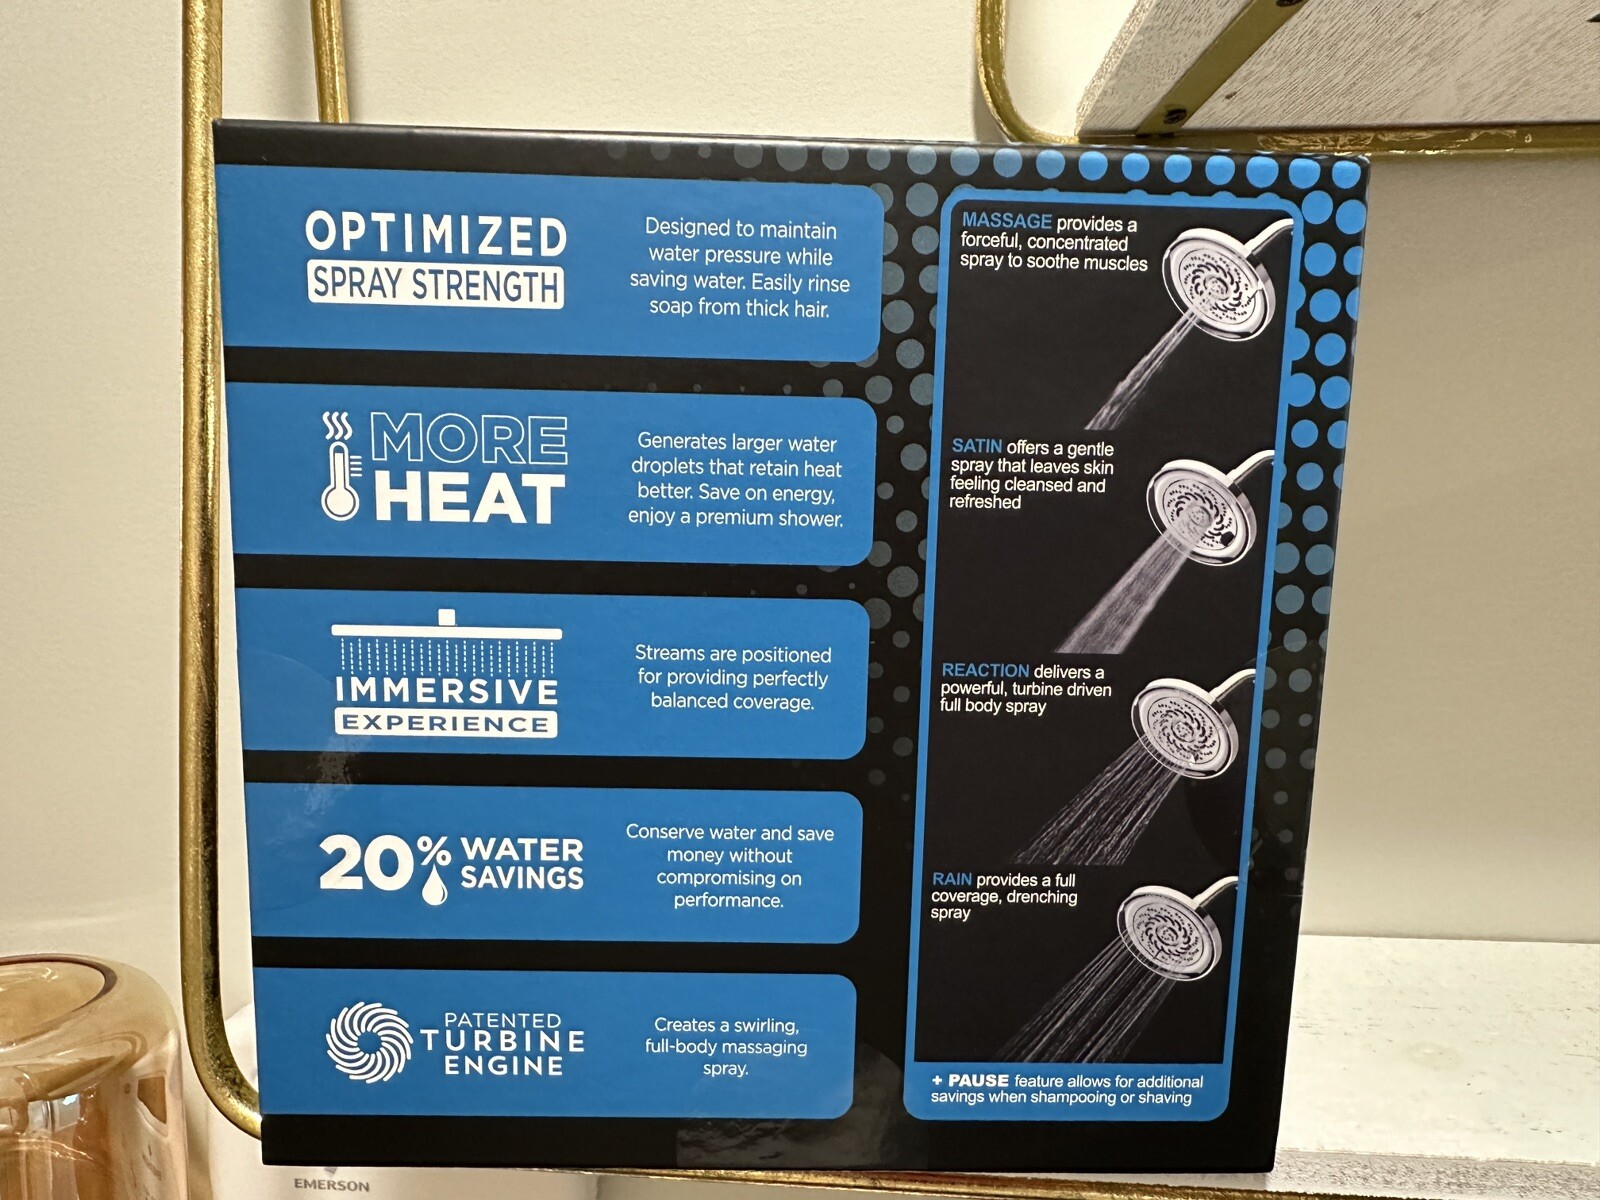 OPTIMIZED
SPRAY STRENGTH
Designed to maintain
water pressure while
saving water. Easily rinse
soap from thick hair.
MORE
HEAT
Generates larger water
droplets that retain heat
better. Save on energy,
enjoy a premium shower.
IMMERSIVE
EXPERIENCE
Streams are positioned
for providing perfectly
balanced coverage.
20% WATER
SAVINGS
Conserve water and save
money without
compromising on
performance.
PATENTED
TURBINE
ENGINE
Creates a swirling,
full-body massaging
spray.
MASSAGE provides a
forceful, concentrated
spray to soothe muscles
SATIN offers a gentle
spray that leaves skin
feeling cleansed and
refreshed
REACTION delivers a
powerful, turbine driven
full body spray
RAIN provides a full
coverage, drenching
spray
+ PAUSE feature allows for additional
savings when shampooing or shaving
EMERSON